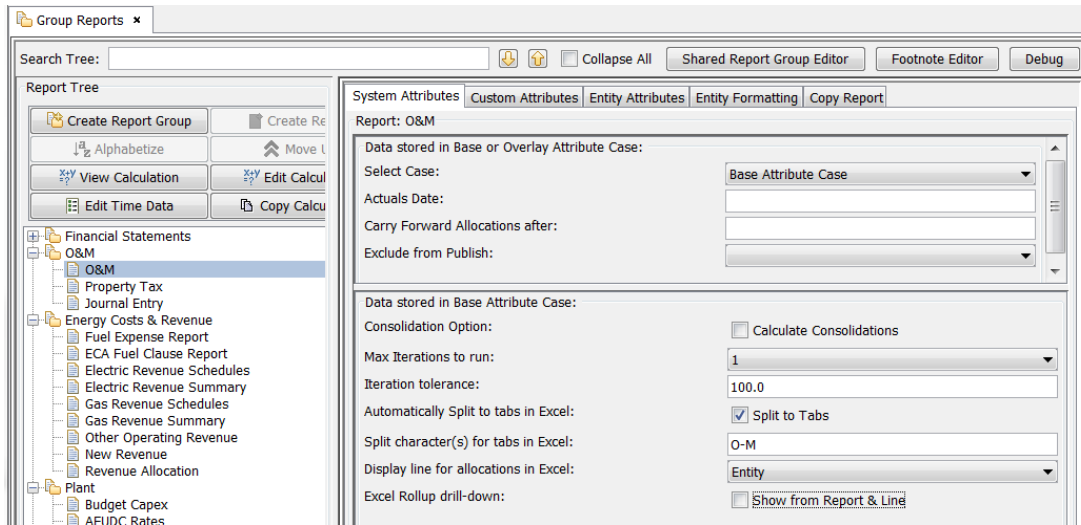 Group Reports ×
Search Tree:
Collapse All
Shared Report Group Editor
Footnote Editor
Debug
Report Tree
Create Report Group
Create Re
Alphabetize
Move U
View Calculation
Edit Calcul
Edit Time Data
Copy Calcu
Financial Statements
O&M
O&M
Property Tax
Journal Entry
Energy Costs & Revenue
Fuel Expense Report
ECA Fuel Clause Report
Electric Revenue Schedules
Electric Revenue Summary
Gas Revenue Schedules
Gas Revenue Summary
Other Operating Revenue
New Revenue
Revenue Allocation
Plant
Budget Capex
AFUDC Rates
System Attributes
Custom Attributes
Entity Attributes
Entity Formatting
Copy Report
Report: O&M
Data stored in Base or Overlay Attribute Case:
Select Case: Base Attribute Case
Actuals Date:
Carry Forward Allocations after:
Exclude from Publish:
Data stored in Base Attribute Case:
Consolidation Option: Calculate Consolidations
Max Iterations to run: 1
Iteration tolerance: 100.0
Automatically Split to tabs in Excel: Split to Tabs
Split character(s) for tabs in Excel: O-M
Display line for allocations in Excel: Entity
Excel Rollup drill-down: Show from Report & Line